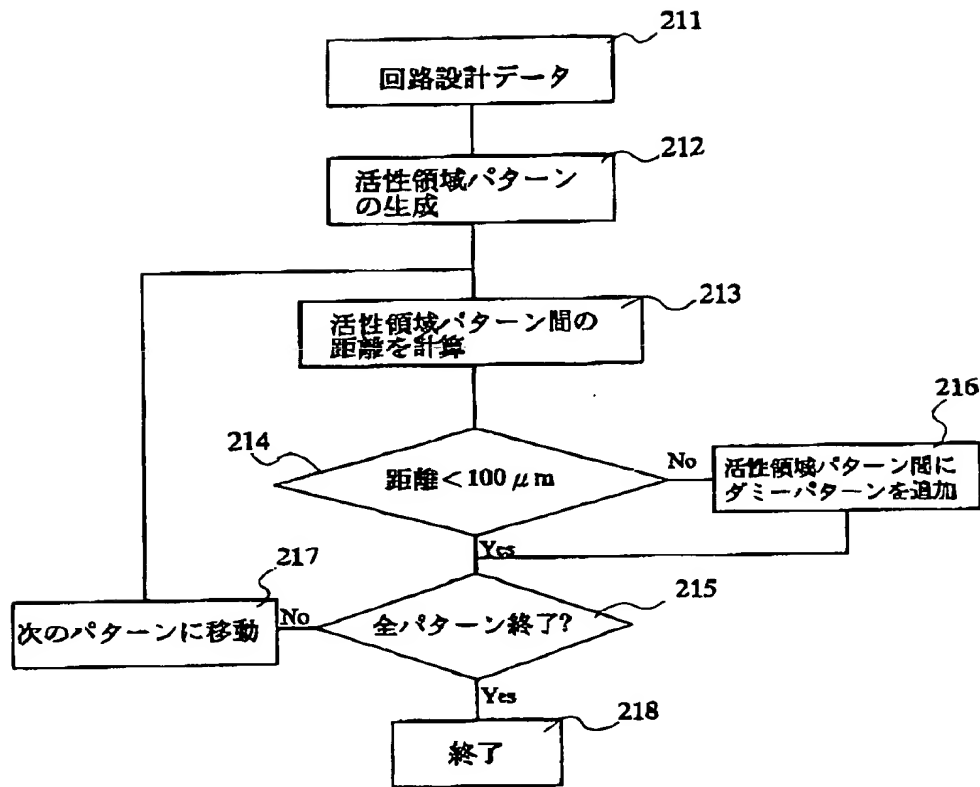 211
回路設計データ
212
活性領域パターン
の生成
213
活性領域パターン間の
距離を計算
214
距離<100μm
No
216
活性領域パターン間に
ダミーパターンを追加
Yes
217
次のパターンに移動
No
215
全パターン終了?
Yes
218
終了